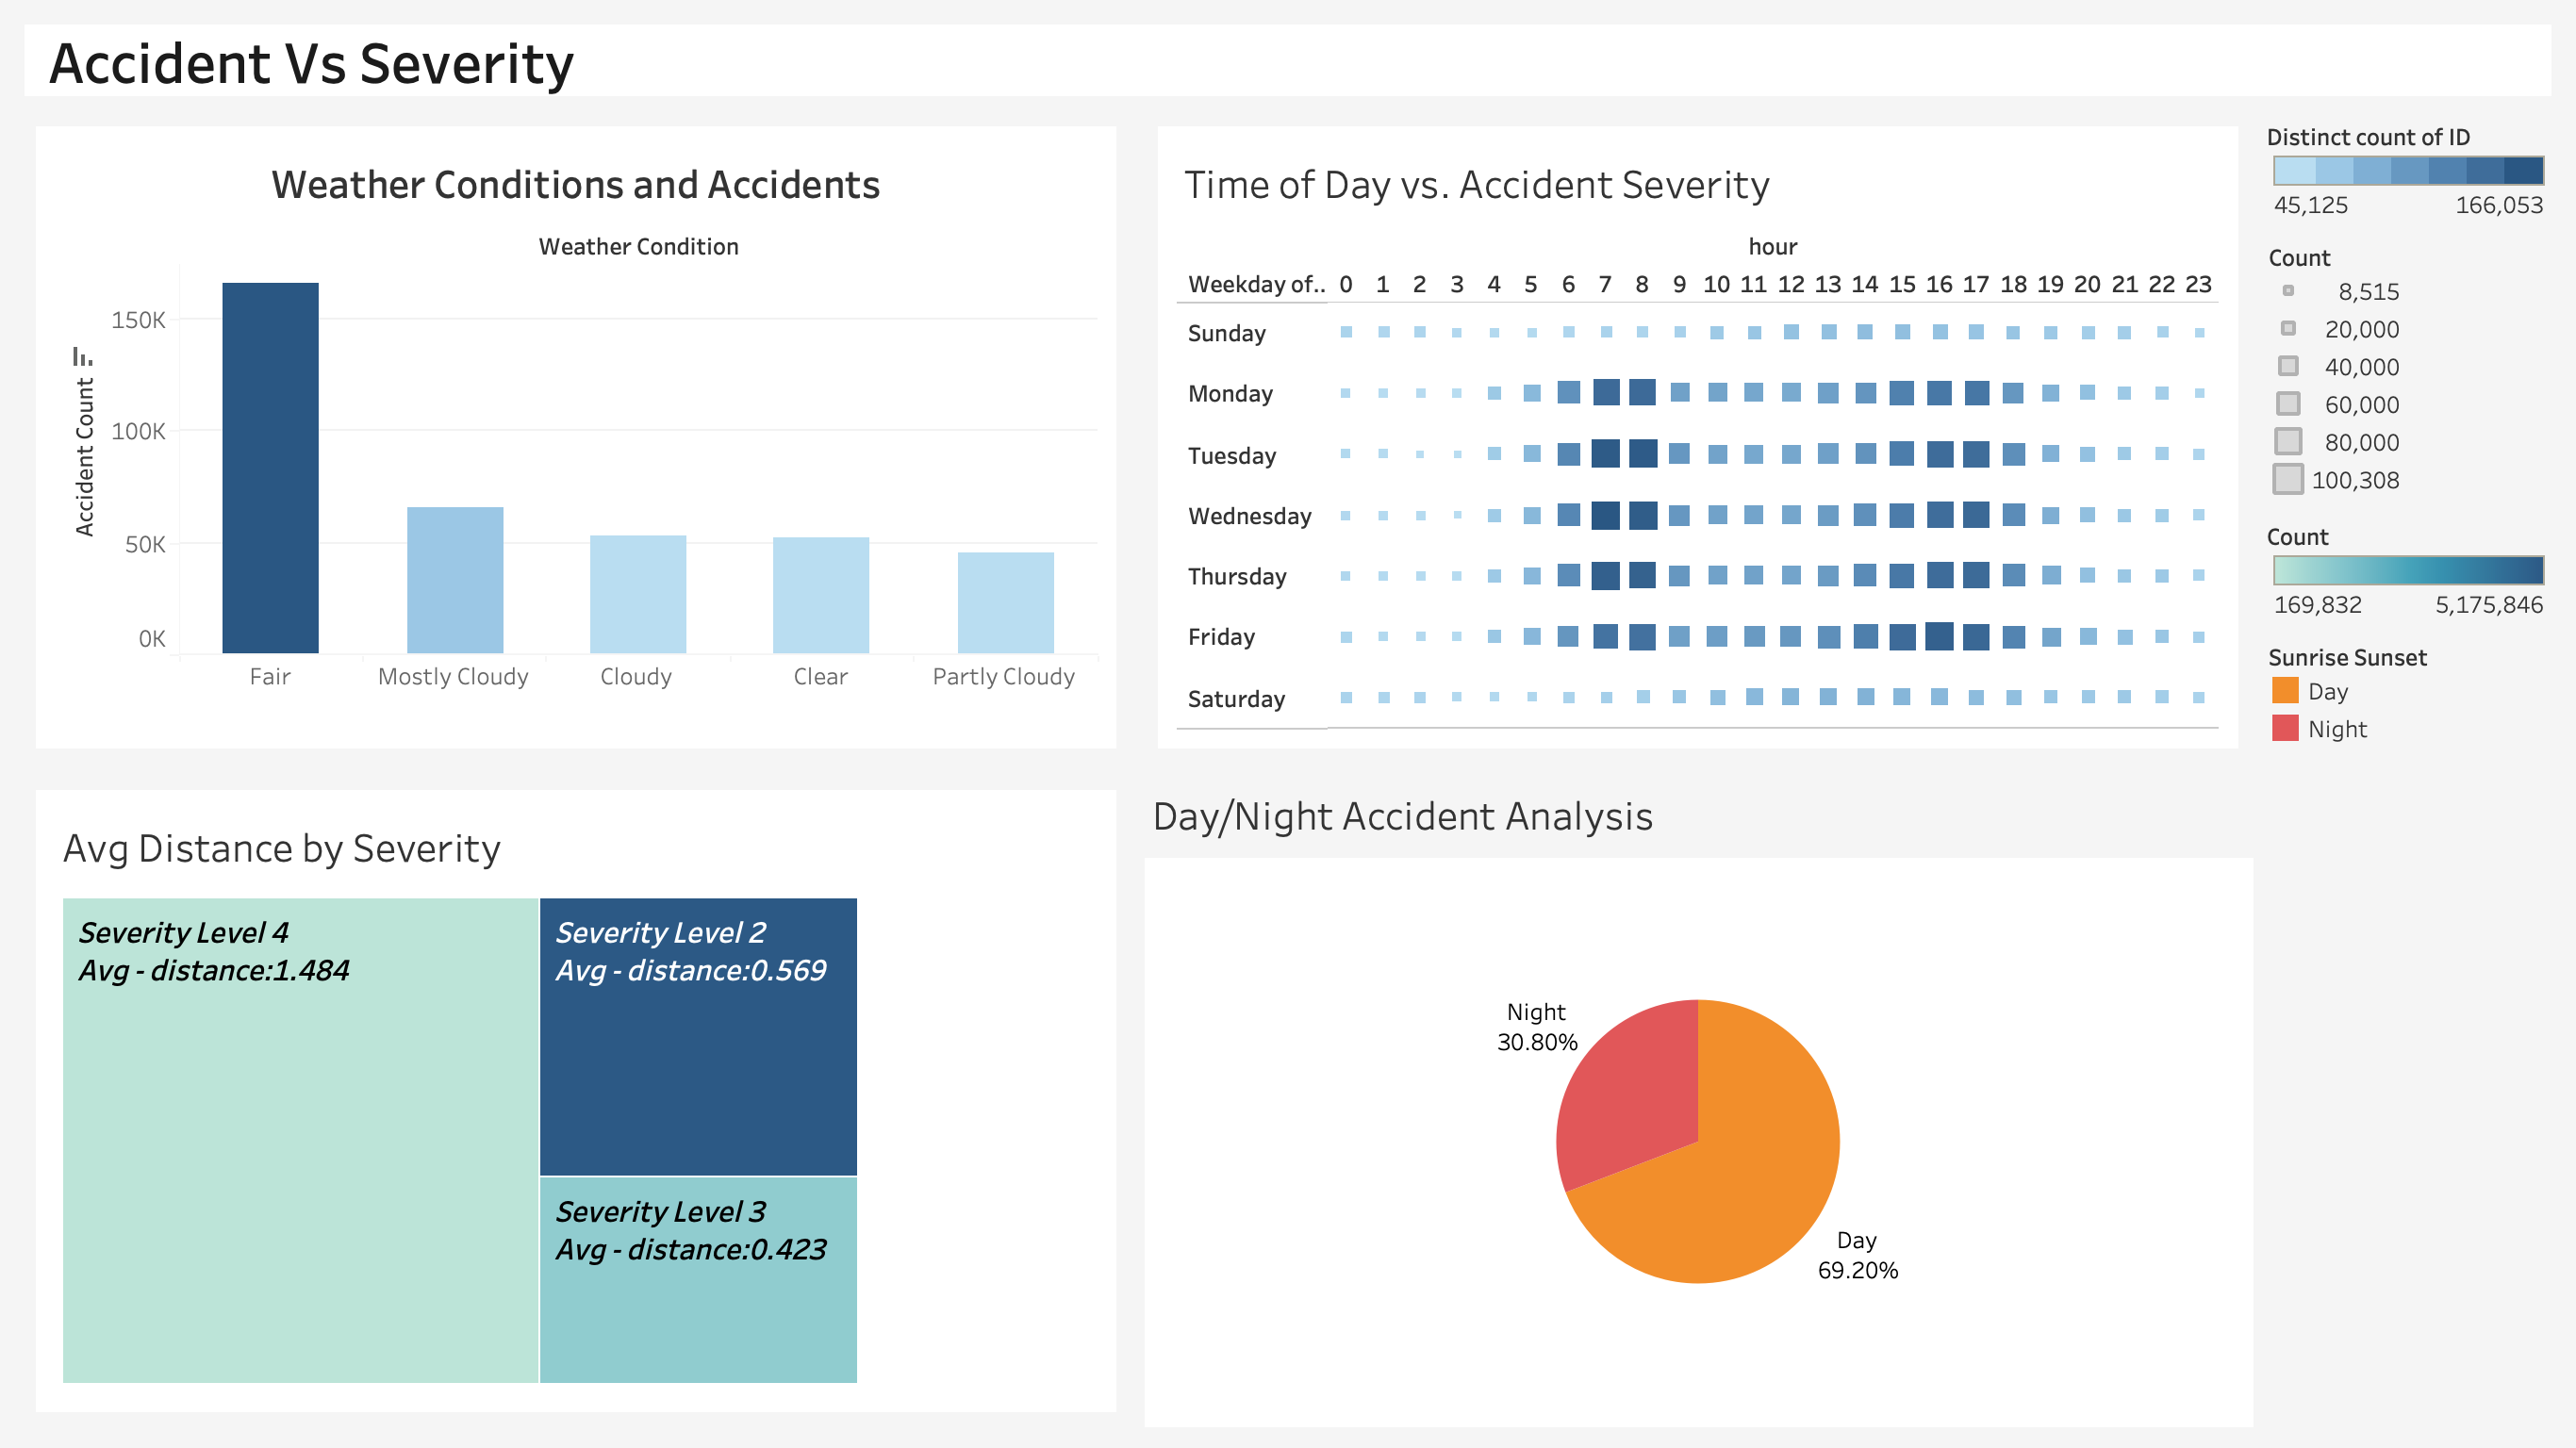 Accident Vs Severity
Weather Conditions and Accidents
Weather Condition
Accident Count
150K
100K
50K
0K
Fair Mostly Cloudy Cloudy Clear Partly Cloudy
Time of Day vs. Accident Severity
hour
Weekday of.. 0 1 2 3 4 5 6 7 8 9 10 11 12 13 14 15 16 17 18 19 20 21 22 23
Sunday
Monday
Tuesday
Wednesday
Thursday
Friday
Saturday
Distinct count of ID
45,125 166,053
Count
8,515
20,000
40,000
60,000
80,000
100,308
Count
169,832 5,175,846
Sunrise Sunset
Day
Night
Avg Distance by Severity
Severity Level 4
Avg - distance:1.484
Severity Level 2
Avg - distance:0.569
Severity Level 3
Avg - distance:0.423
Day/Night Accident Analysis
Night
30.80%
Day
69.20%